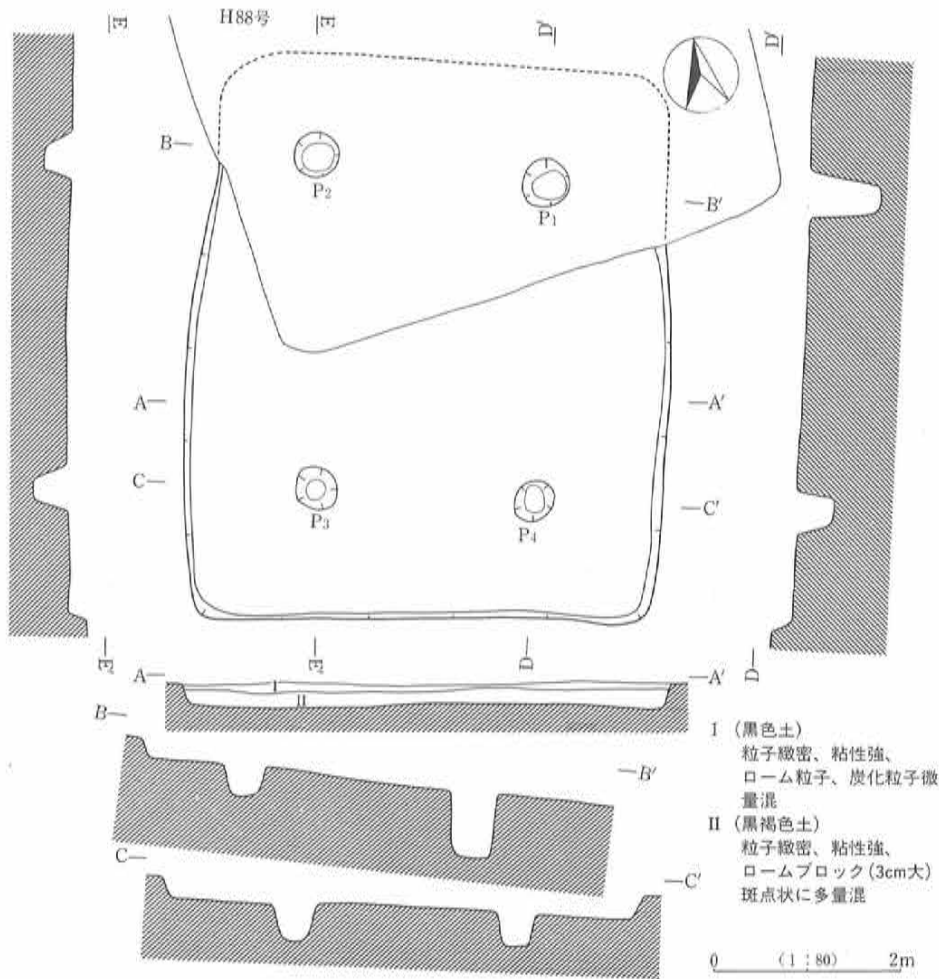 E
H88号
E
D′
D′
B—
P2
P1
—B′
A—
—A′
C—
P3
P4
—C′
E′
A—
E′
D
D—
—A′
I
II
B—
—B′
C—
—C′
I (黒色土)
粒子緻密、粘性強、
ローム粒子、炭化粒子微
量混
II (黒褐色土)
粒子緻密、粘性強、
ロームブロック(3cm大)
斑点状に多量混
0 (1:80) 2m